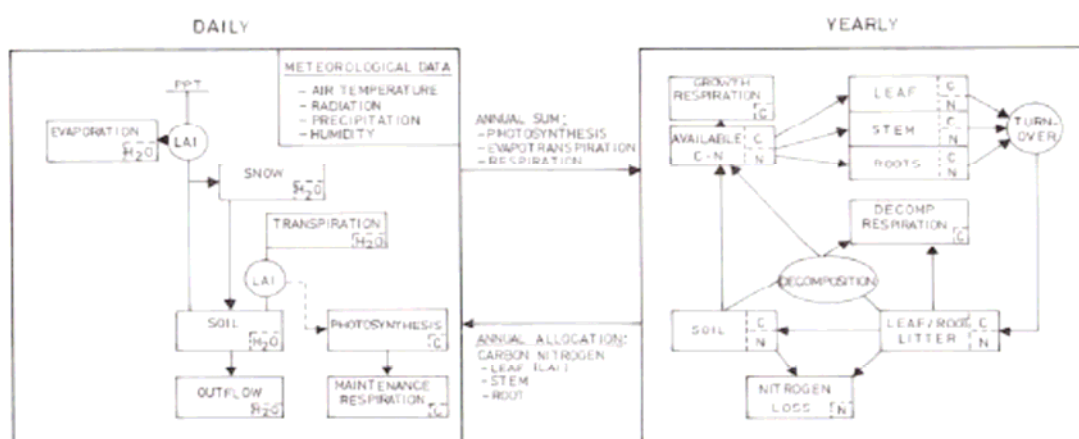 DAILY
YEARLY
METEOROLOGICAL DATA
- AIR TEMPERATURE
- RADIATION
- PRECIPITATION
- HUMIDITY
PPT
LAI
EVAPORATION
H2O
SNOW
H2O
TRANSPIRATION
H2O
LAI
SOIL
H2O
PHOTOSYNTHESIS
C
OUTFLOW
H2O
MAINTENANCE
RESPIRATION
C
ANNUAL SUM:
- PHOTOSYNTHESIS
- EVAPOTRANSPIRATION
- RESPIRATION
ANNUAL ALLOCATION:
CARBON NITROGEN
- LEAF (LAI)
- STEM
- ROOT
GROWTH
RESPIRATION
C
AVAILABLE
C-N
C
N
LEAF
C
N
STEM
C
N
ROOTS
C
N
TURN-
OVER
DECOMP
RESPIRATION
C
DECOMPOSITION
SOIL
C
N
LEAF/ROOT
LITTER
C
N
NITROGEN
LOSS
N